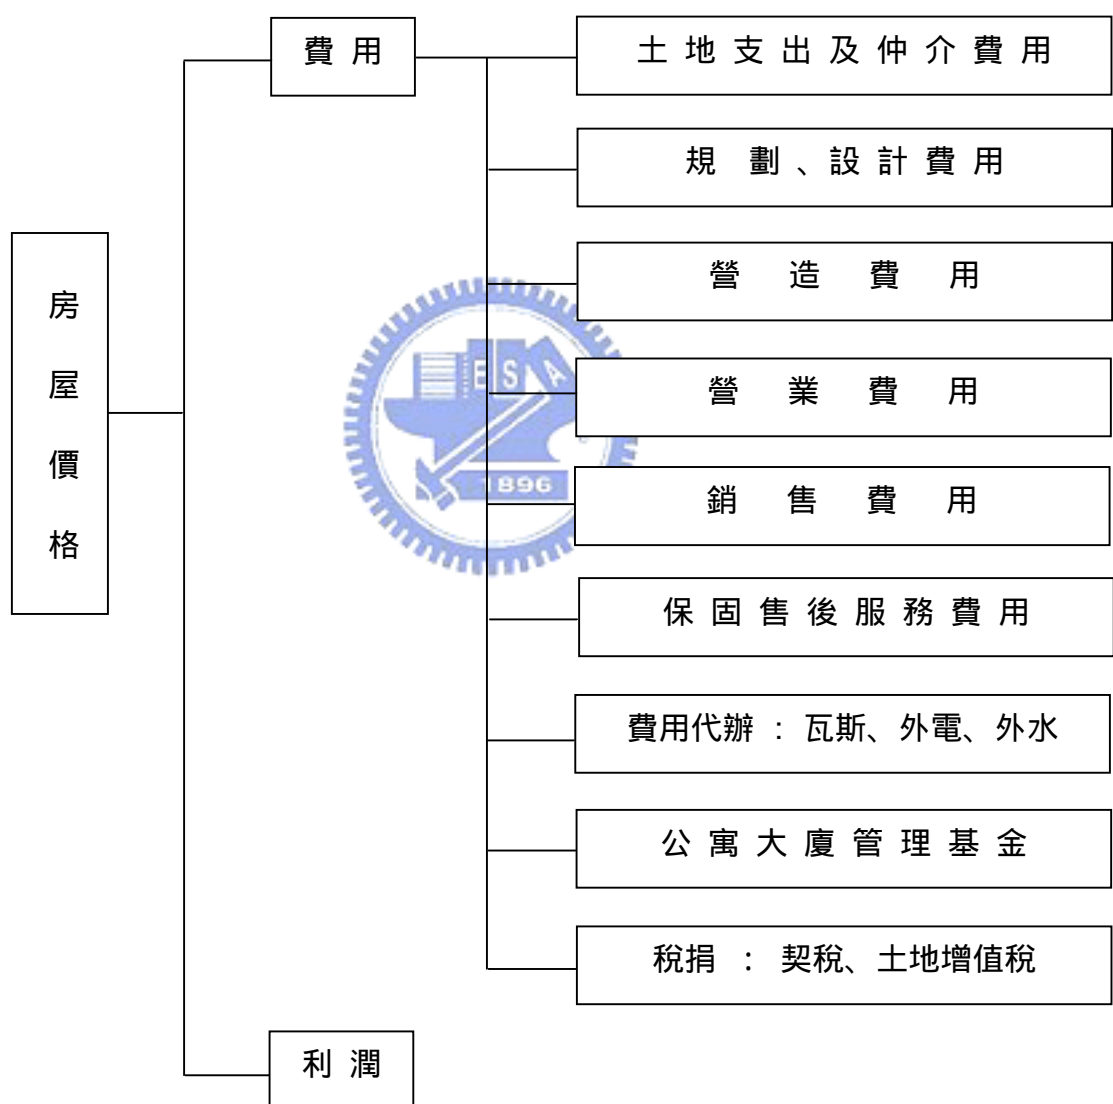 房屋價格
費用
土地支出及仲介費用
規劃、設計費用
營造費用
營業費用
銷售費用
保固售後服務費用
費用代辦：瓦斯、外電、外水
公寓大廈管理基金
稅捐：契稅、土地增值稅
利潤
ESA
1896